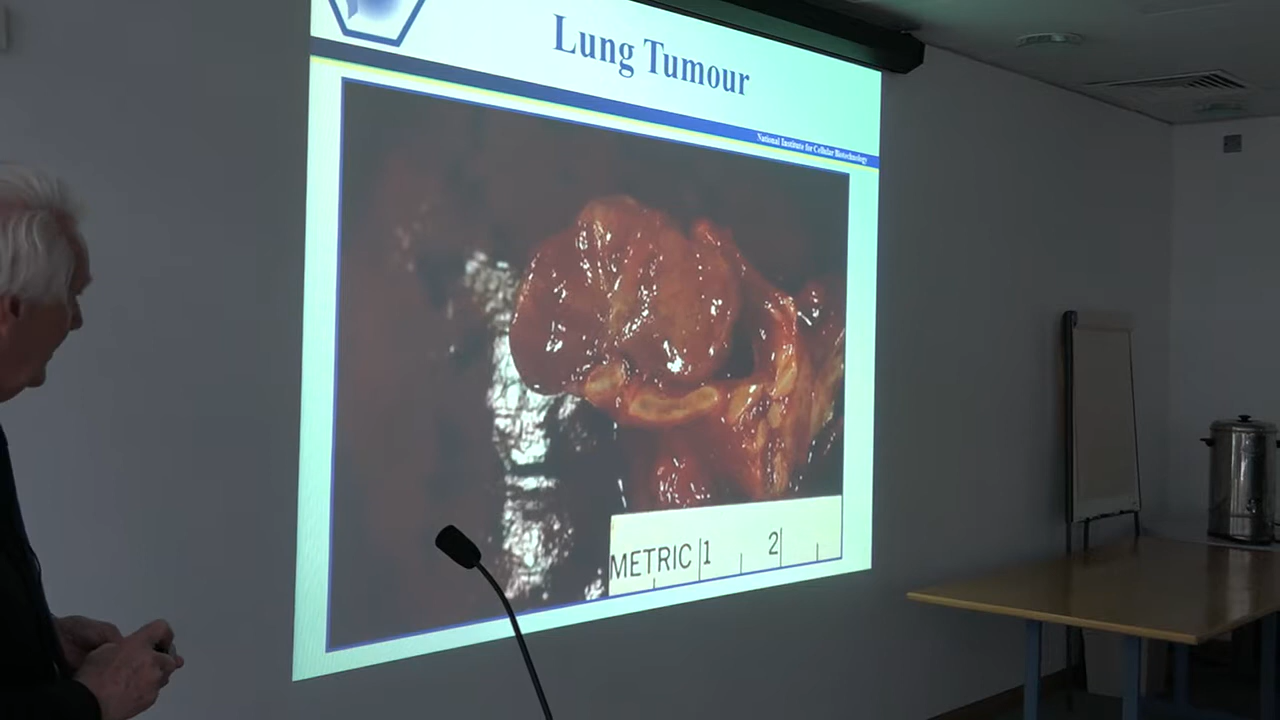 Lung Tumour
National Institute for Cellular Biotechnology
METRIC 1 2